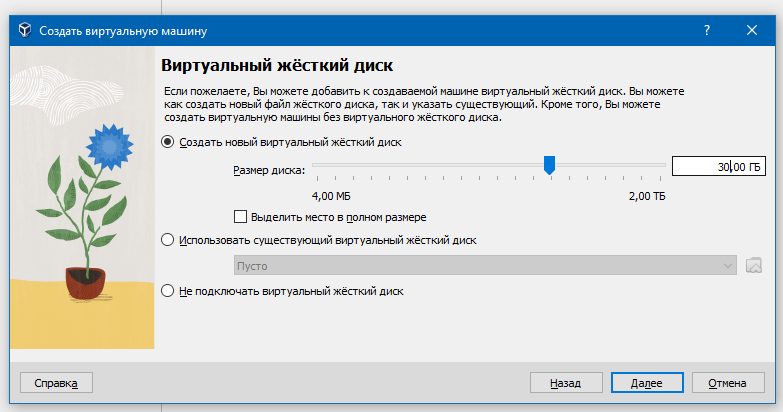 Создать виртуальную машину
Виртуальный жёсткий диск
Если пожелаете, Вы можете добавить к создаваемой машине виртуальный жёсткий диск. Вы можете
как создать новый файл жёсткого диска, так и указать существующий. Кроме того, Вы можете
создать виртуальную машины без виртуального жёсткого диска.
Создать новый виртуальный жёсткий диск
Размер диска: 30,00 ГБ
4,00 МБ 2,00 ТБ
Выделить место в полном размере
Использовать существующий виртуальный жёсткий диск
Пусто
Не подключать виртуальный жёсткий диск
Справка Назад Далее Отмена